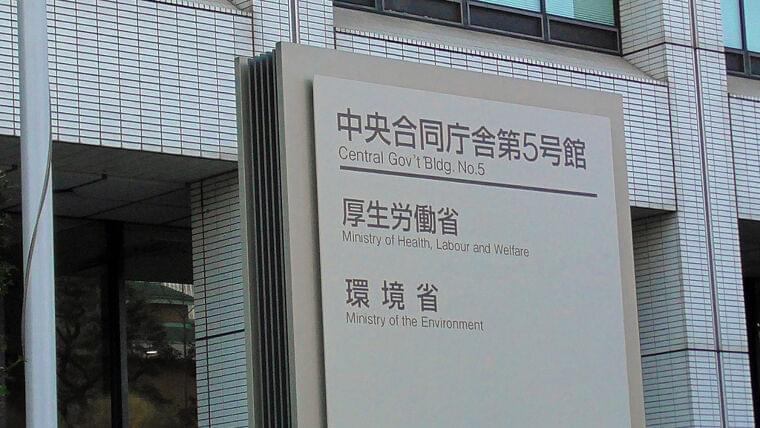 中央合同庁舎第5号館
Central Gov't Bldg. No.5
厚生労働省
Ministry of Health, Labour and Welfare
環境省
Ministry of the Environment